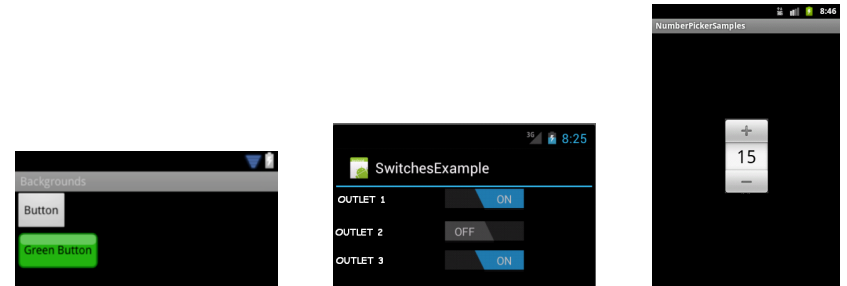 Backgrounds
Button
Green Button
3G 8:25
SwitchesExample
OUTLET 1 ON
OUTLET 2 OFF
OUTLET 3 ON
8:46
NumberPickerSamples
+
15
−